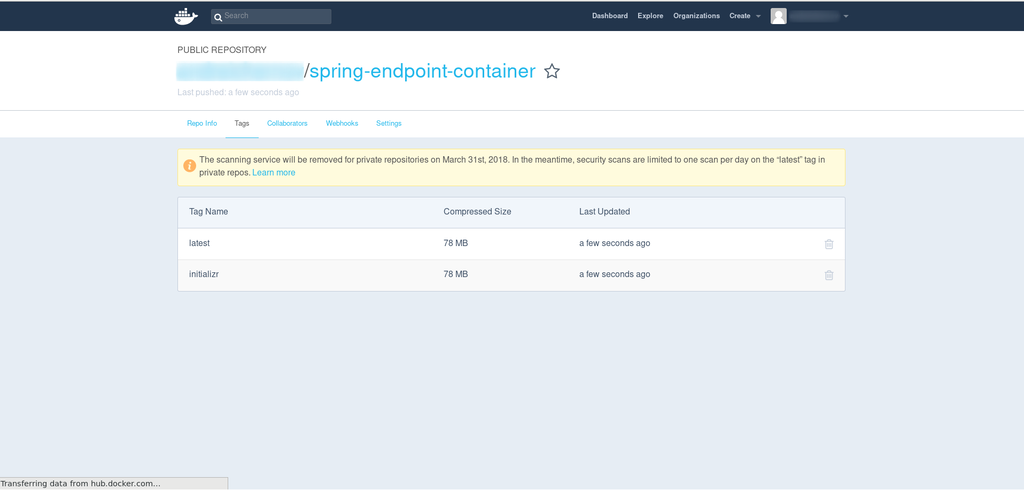 Search
Dashboard Explore Organizations Create
PUBLIC REPOSITORY
/spring-endpoint-container
Last pushed: a few seconds ago
Repo Info Tags Collaborators Webhooks Settings
The scanning service will be removed for private repositories on March 31st, 2018. In the meantime, security scans are limited to one scan per day on the “latest” tag in
private repos. Learn more
Tag Name Compressed Size Last Updated
latest 78 MB a few seconds ago
initializr 78 MB a few seconds ago
Transferring data from hub.docker.com...